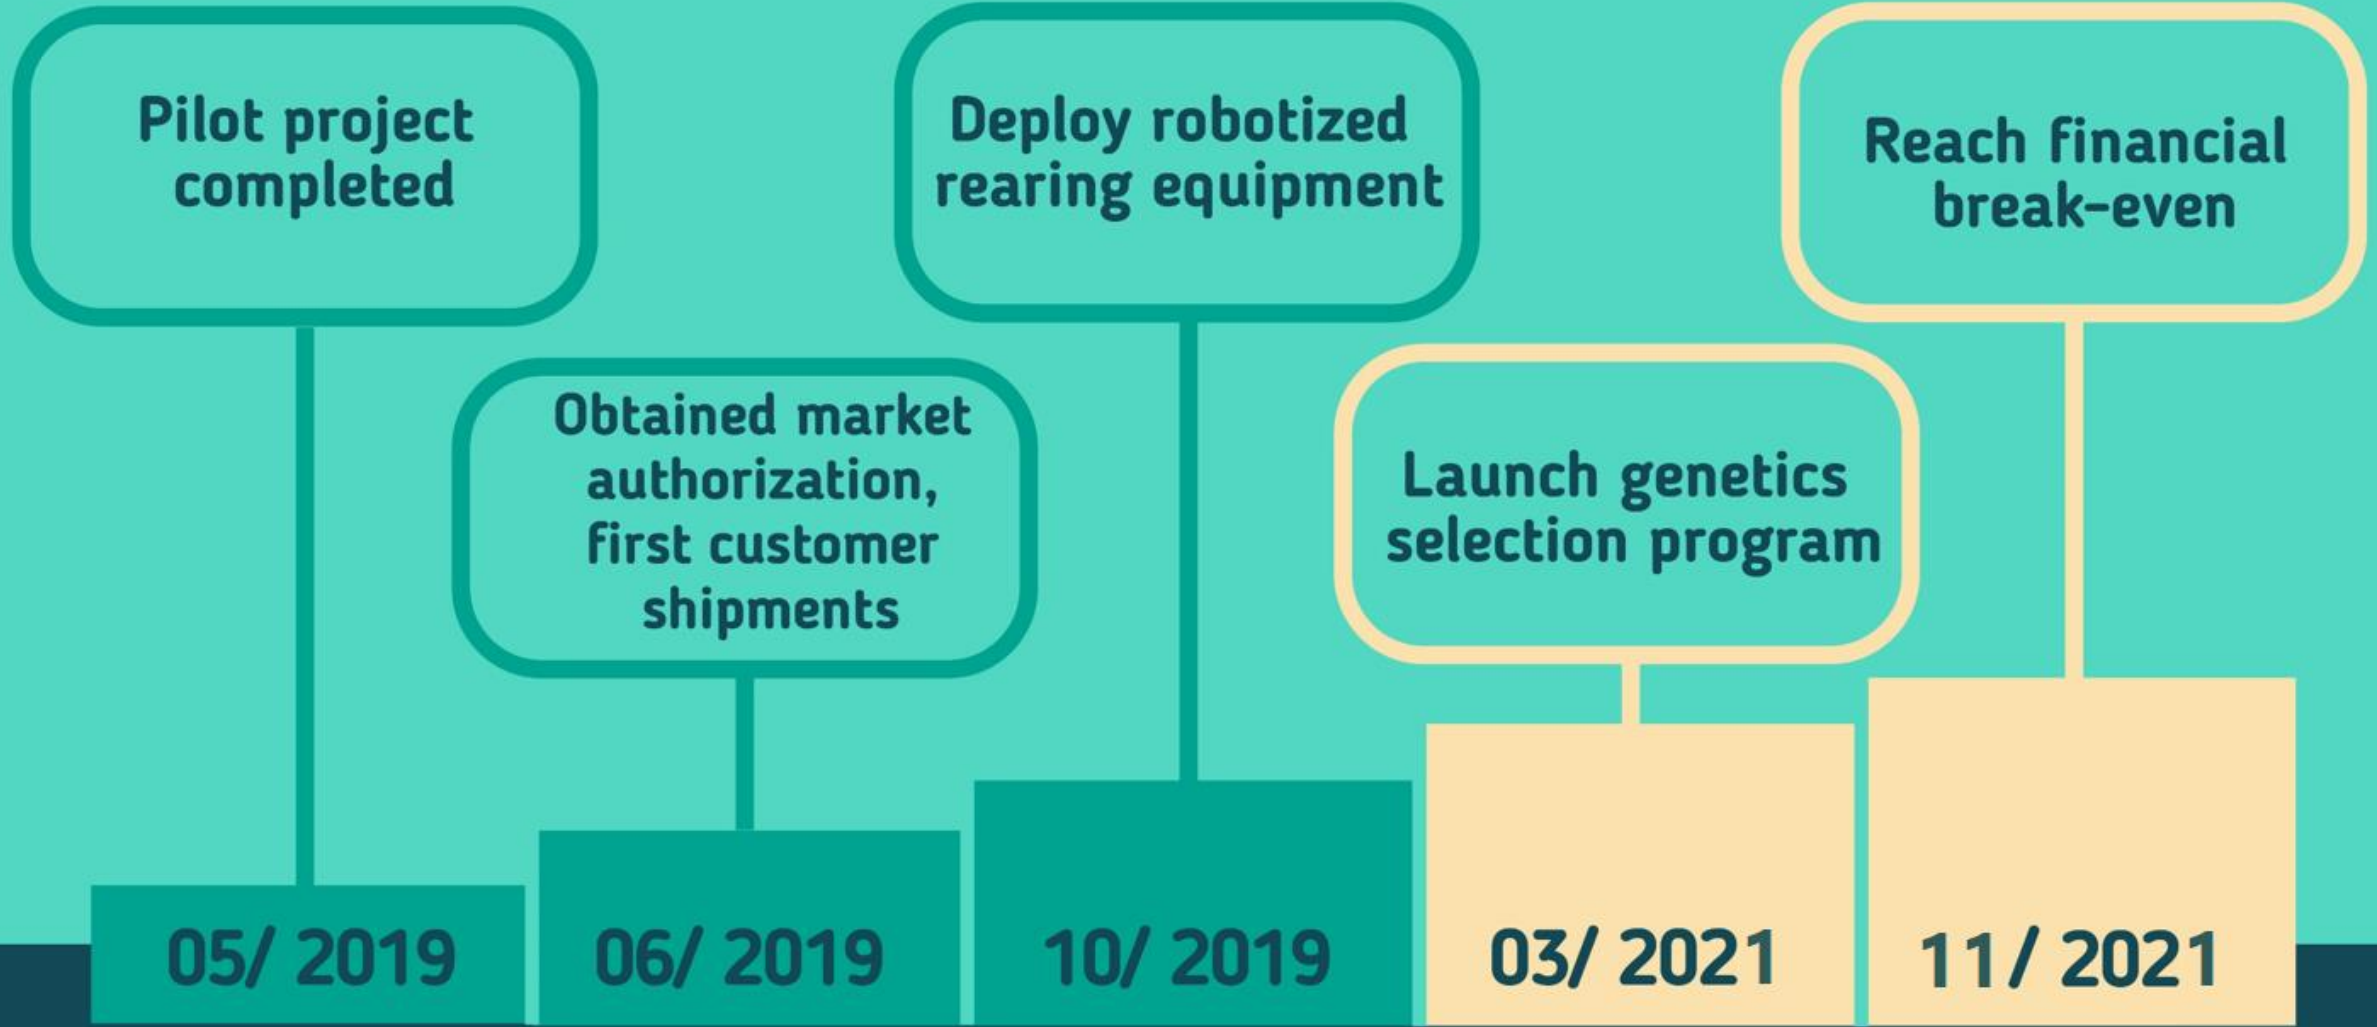 Pilot project
completed
Obtained market
authorization,
first customer
shipments
Deploy robotized
rearing equipment
Launch genetics
selection program
Reach financial
break-even
05/ 2019
06/ 2019
10/ 2019
03/ 2021
11/ 2021